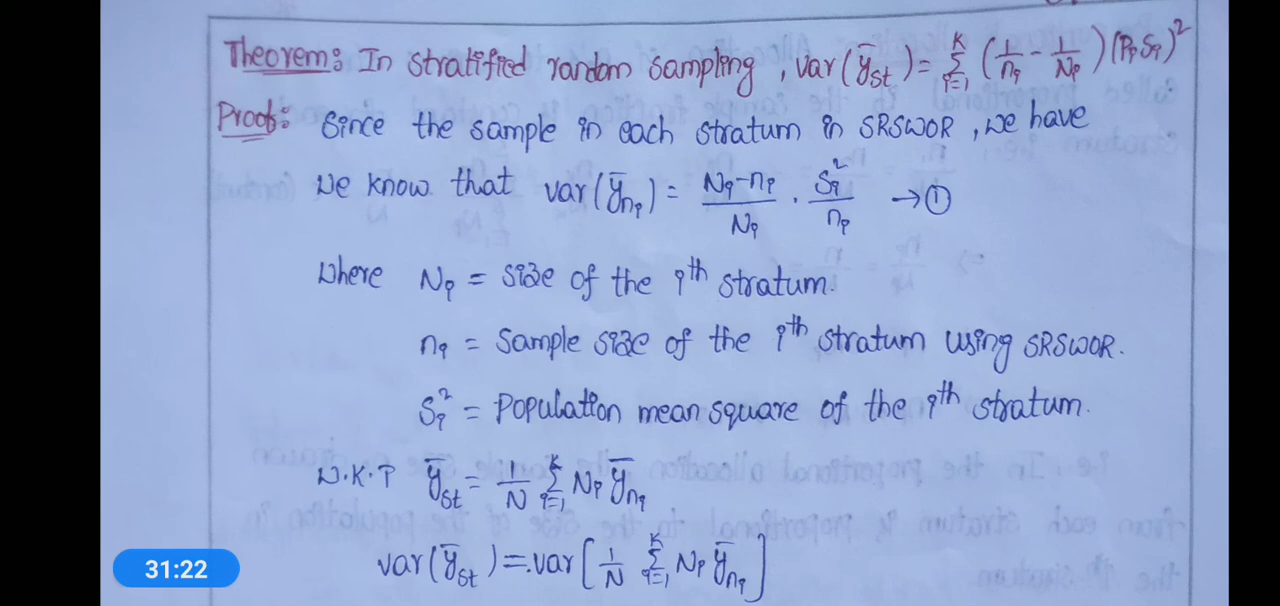 Theorem: In stratified random sampling, var(ȳst) = Σ_{i=1}^{K} (1/ni − 1/Ni)(Pi Si)²
Proof: Since the sample in each stratum in SRSWOR, we have
We know that var(ȳni) = (Ni−ni)/Ni · Si²/ni → ①
Where Ni = size of the ith stratum.
ni = Sample size of the ith stratum using SRSWOR.
Si² = Population mean square of the ith stratum.
W.K.T ȳst = 1/N Σ_{i=1}^{K} Ni ȳni
var(ȳst) = var[1/N Σ_{i=1}^{K} Ni ȳni]
31:22